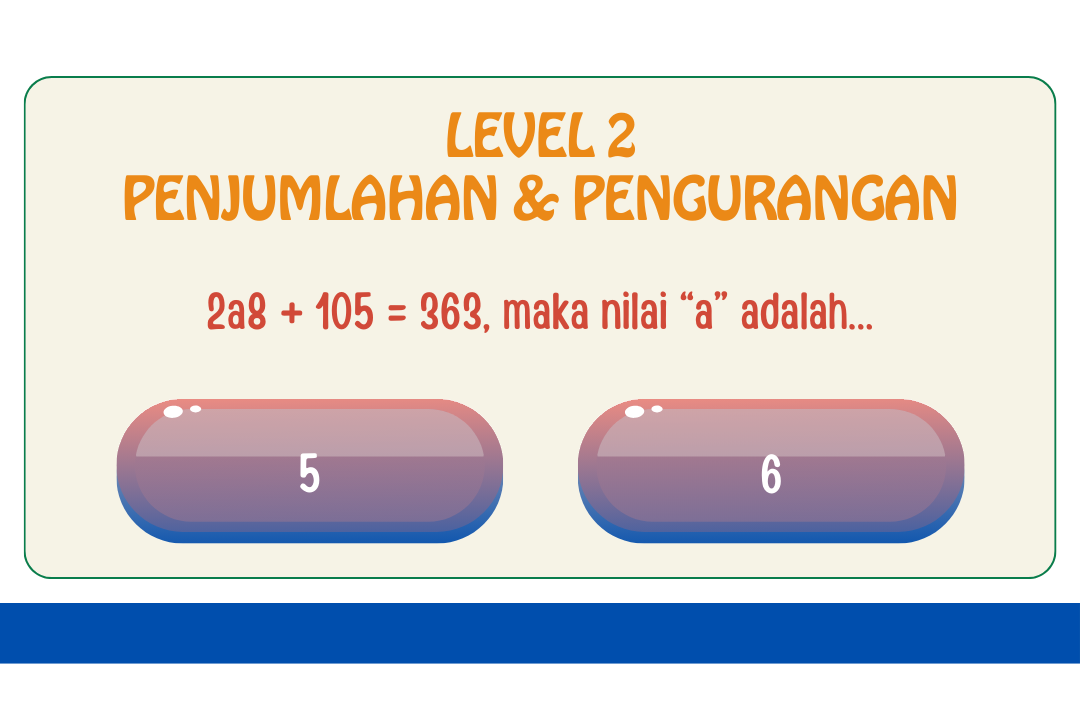 LEVEL 2
PENJUMLAHAN & PENGURANGAN
2a8 + 105 = 363, maka nilai “a” adalah...
5
6